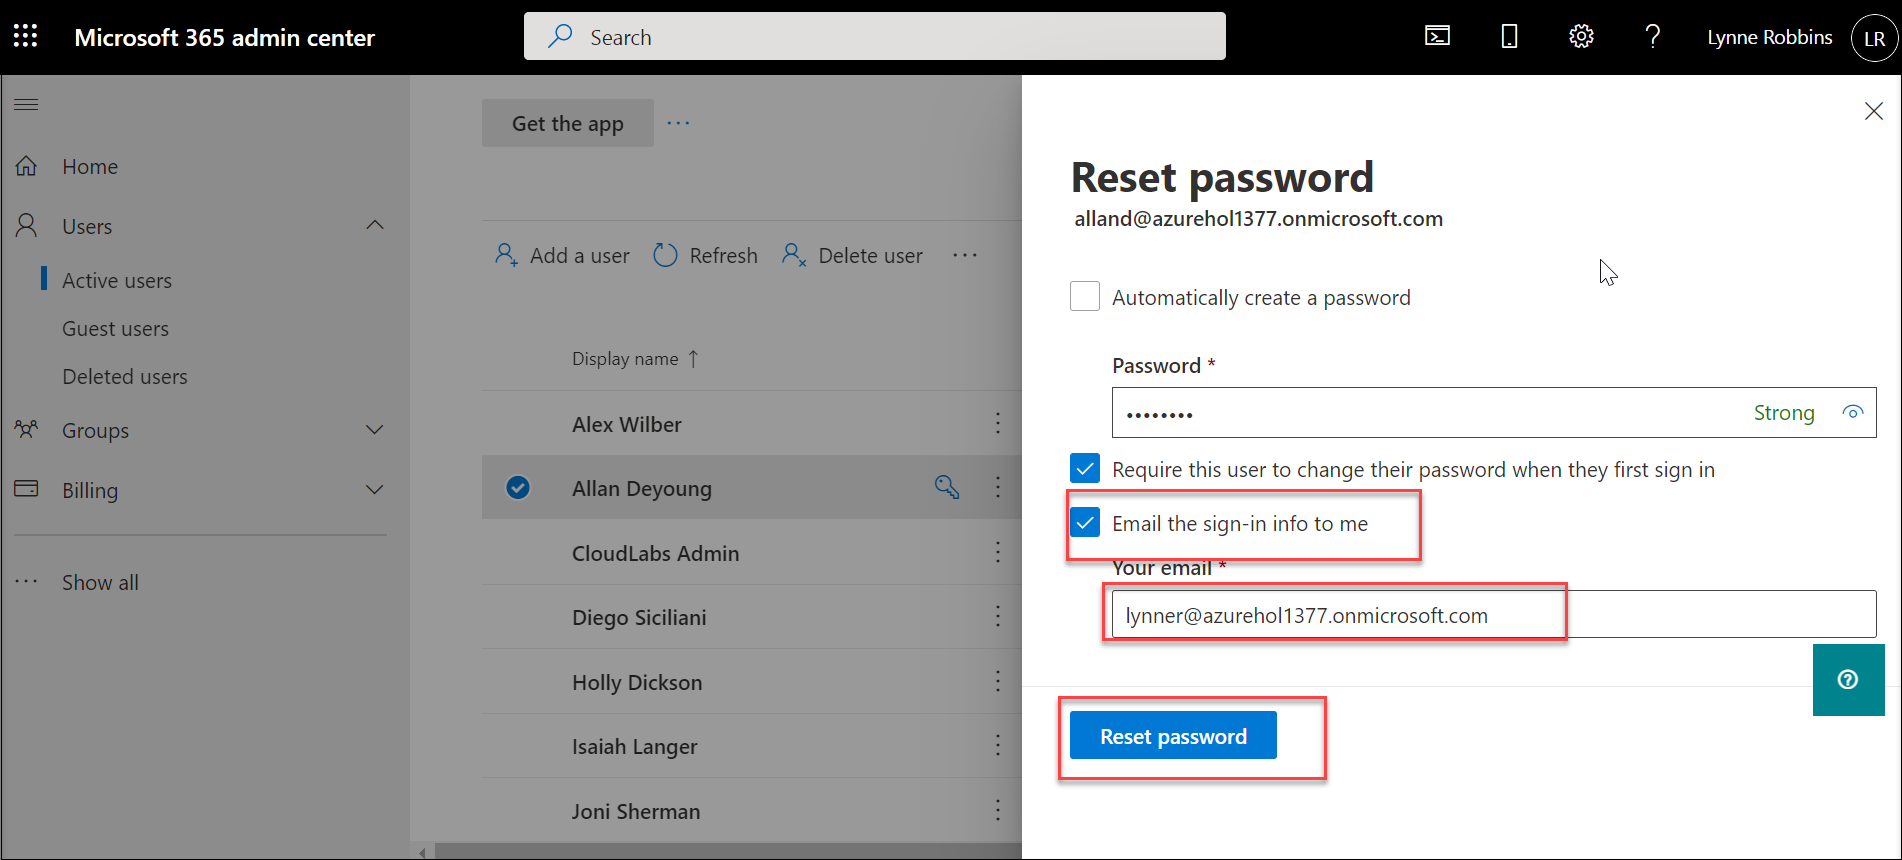 Microsoft 365 admin center
Search
Lynne Robbins
LR
Home
Users
Active users
Guest users
Deleted users
Groups
Billing
Show all
Get the app
Add a user
Refresh
Delete user
Display name ↑
Alex Wilber
Allan Deyoung
CloudLabs Admin
Diego Siciliani
Holly Dickson
Isaiah Langer
Joni Sherman
Reset password
alland@azurehol1377.onmicrosoft.com
Automatically create a password
Password *
••••••••
Strong
Require this user to change their password when they first sign in
Email the sign-in info to me
Your email *
lynner@azurehol1377.onmicrosoft.com
Reset password